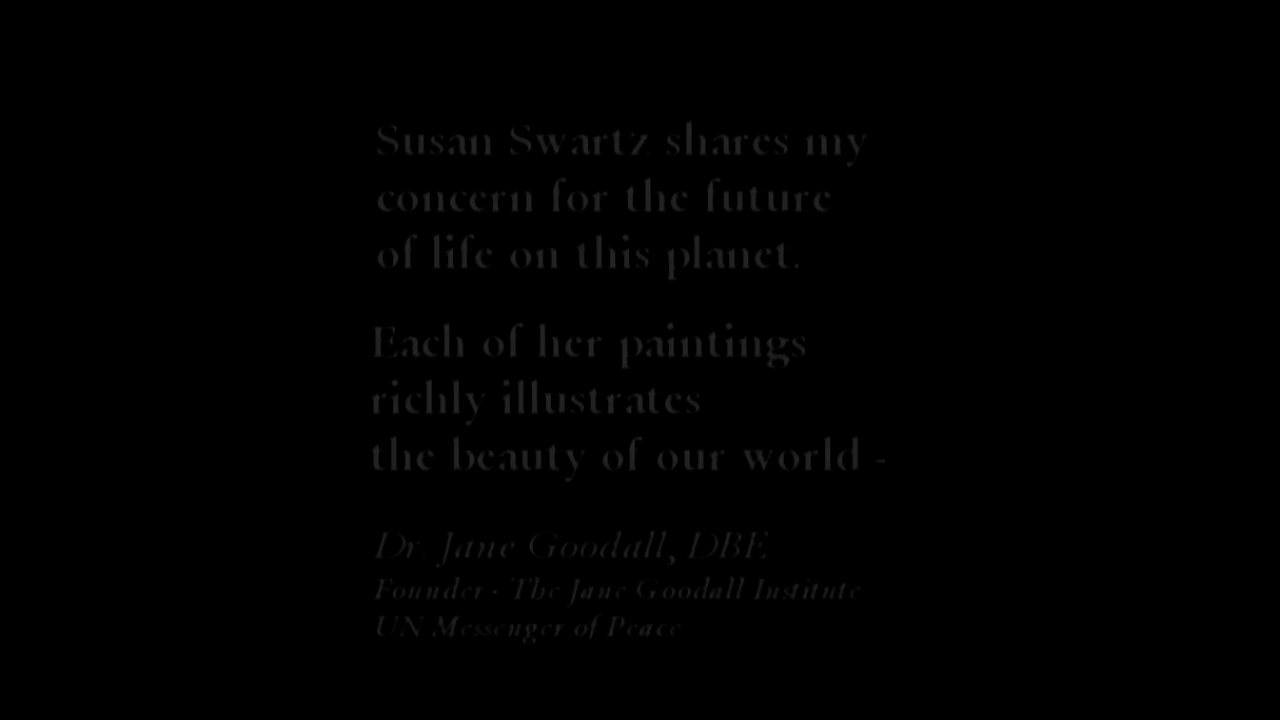 Susan Swartz shares my
concern for the future
of life on this planet.
Each of her paintings
richly illustrates
the beauty of our world -
Dr. Jane Goodall, DBE
Founder - The Jane Goodall Institute
UN Messenger of Peace